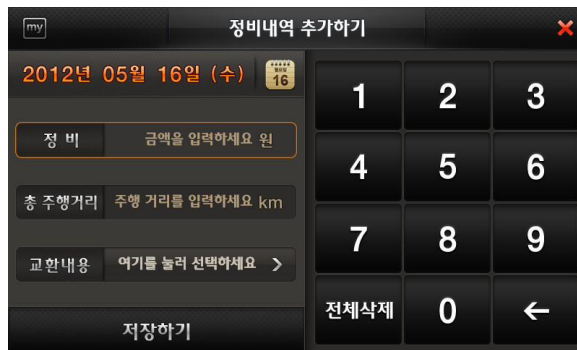 my 정비내역 추가하기
2012년 05월 16일 (수) 16
정 비 금액을 입력하세요 원
총 주행거리 주행 거리를 입력하세요 km
교환내용 여기를 눌러 선택하세요 >
저장하기
1 2 3
4 5 6
7 8 9
전체삭제 0 ←